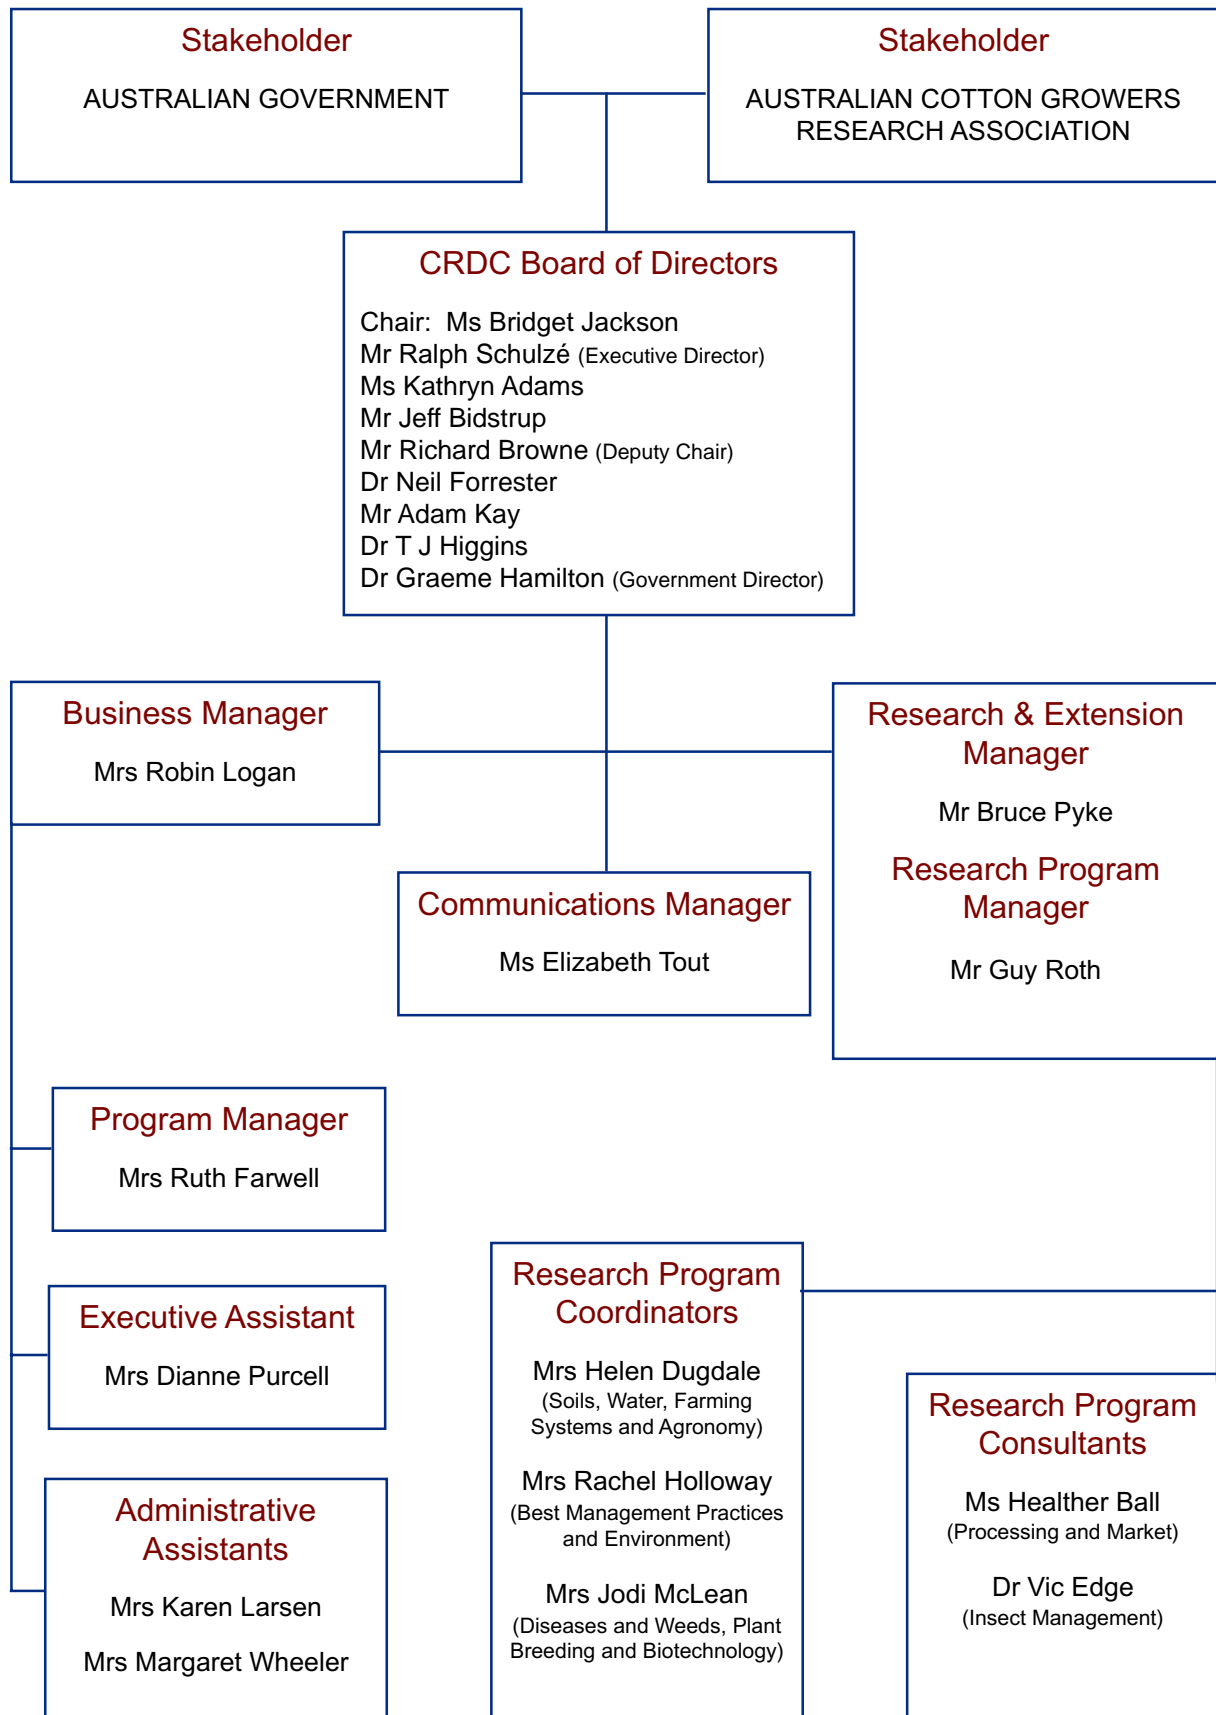 Stakeholder
AUSTRALIAN GOVERNMENT
Stakeholder
AUSTRALIAN COTTON GROWERS
RESEARCH ASSOCIATION
CRDC Board of Directors
Chair:  Ms Bridget Jackson
Mr Ralph Schulzé (Executive Director)
Ms Kathryn Adams
Mr Jeff Bidstrup
Mr Richard Browne (Deputy Chair)
Dr Neil Forrester
Mr Adam Kay
Dr T J Higgins
Dr Graeme Hamilton (Government Director)
Business Manager
Mrs Robin Logan
Research & Extension
Manager
Mr Bruce Pyke
Research Program
Manager
Mr Guy Roth
Communications Manager
Ms Elizabeth Tout
Program Manager
Mrs Ruth Farwell
Executive Assistant
Mrs Dianne Purcell
Administrative
Assistants
Mrs Karen Larsen
Mrs Margaret Wheeler
Research Program
Coordinators
Mrs Helen Dugdale
(Soils, Water, Farming
Systems and Agronomy)
Mrs Rachel Holloway
(Best Management Practices
and Environment)
Mrs Jodi McLean
(Diseases and Weeds, Plant
Breeding and Biotechnology)
Research Program
Consultants
Ms Healther Ball
(Processing and Market)
Dr Vic Edge
(Insect Management)